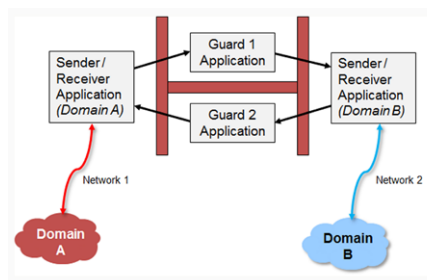 Guard 1
Application
Sender/
Receiver
Application
(Domain A)
Sender/
Receiver
Application
(Domain B)
Guard 2
Application
Network 1
Network 2
Domain
A
Domain
B